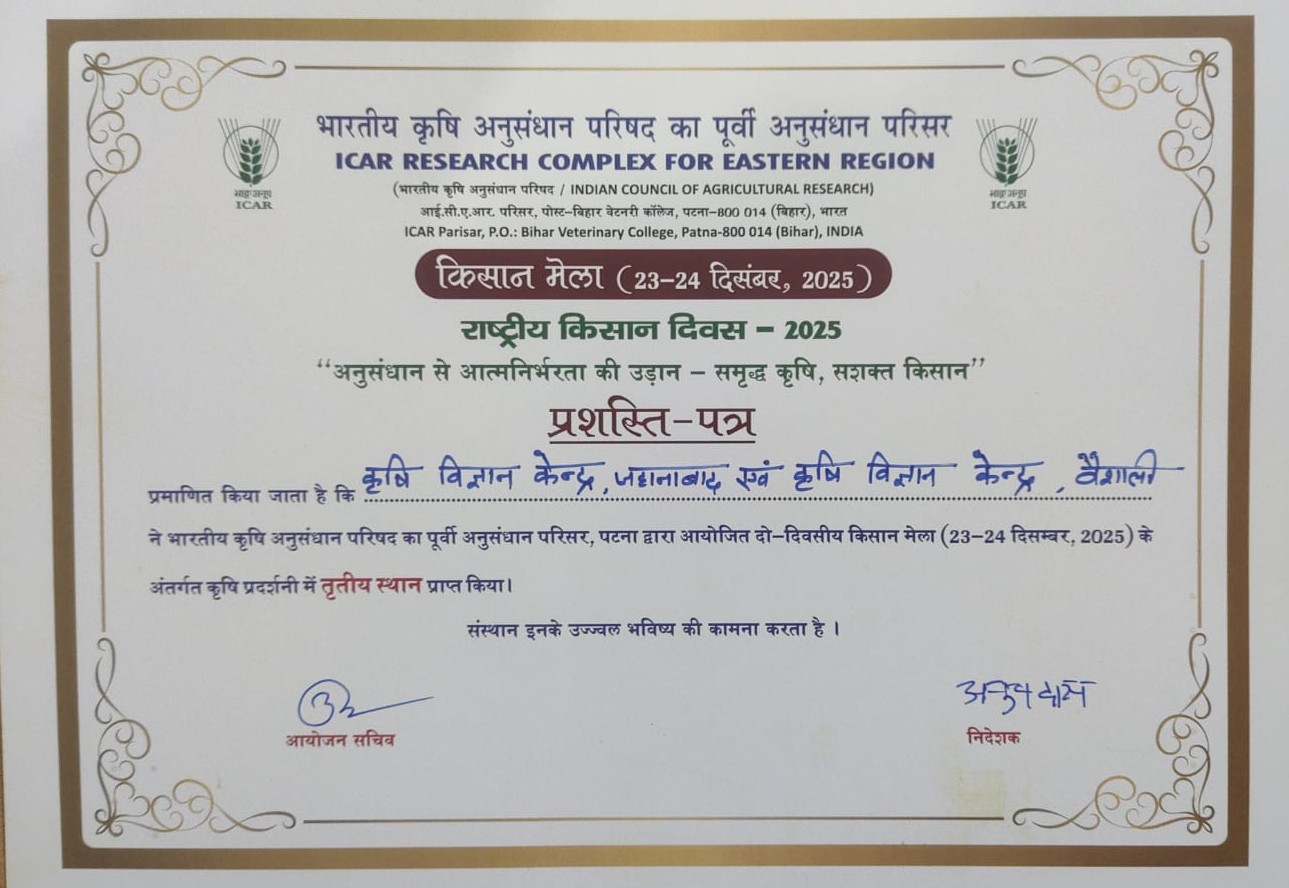 भारतीय कृषि अनुसंधान परिषद का पूर्वी अनुसंधान परिसर
ICAR RESEARCH COMPLEX FOR EASTERN REGION
(भारतीय कृषि अनुसंधान परिषद / INDIAN COUNCIL OF AGRICULTURAL RESEARCH)
आई.सी.ए.आर. परिसर, पोस्ट–बिहार वेटनरी कॉलेज, पटना–800 014 (बिहार), भारत
ICAR Parisar, P.O.: Bihar Veterinary College, Patna-800 014 (Bihar), INDIA
भाकृअनुप
ICAR
भाकृअनुप
ICAR
किसान मेला (23–24 दिसंबर, 2025)
राष्ट्रीय किसान दिवस – 2025
“अनुसंधान से आत्मनिर्भरता की उड़ान – समृद्ध कृषि, सशक्त किसान”
प्रशस्ति-पत्र
प्रमाणित किया जाता है कि कृषि विज्ञान केन्द्र, जहानाबाद एवं कृषि विज्ञान केन्द्र, वैशाली
ने भारतीय कृषि अनुसंधान परिषद का पूर्वी अनुसंधान परिसर, पटना द्वारा आयोजित दो–दिवसीय किसान मेला (23–24 दिसम्बर, 2025) के
अंतर्गत कृषि प्रदर्शनी में तृतीय स्थान प्राप्त किया।
संस्थान इनके उज्ज्वल भविष्य की कामना करता है ।
अनुप दास
आयोजन सचिव
निदेशक